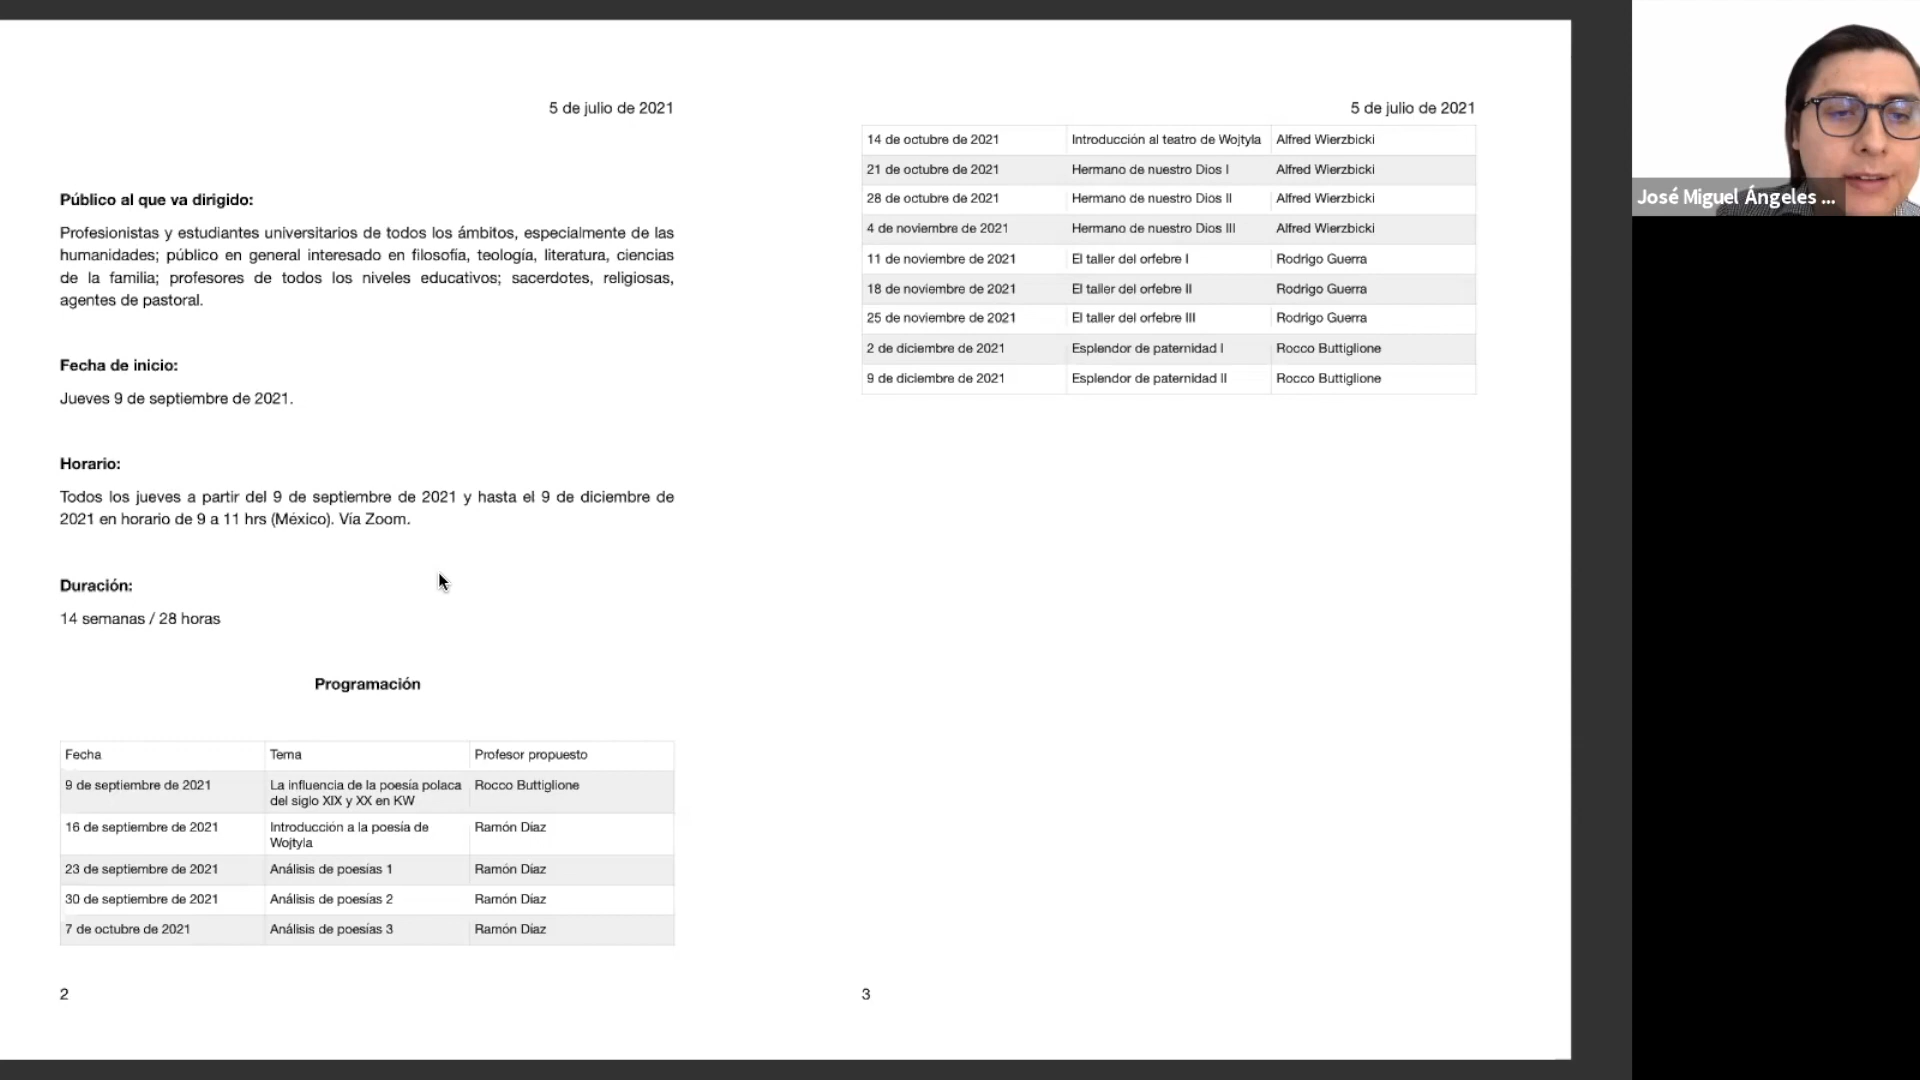 5 de julio de 2021
Público al que va dirigido:
Profesionistas y estudiantes universitarios de todos los ámbitos, especialmente de las
humanidades; público en general interesado en filosofía, teología, literatura, ciencias
de la familia; profesores de todos los niveles educativos; sacerdotes, religiosas,
agentes de pastoral.
Fecha de inicio:
Jueves 9 de septiembre de 2021.
Horario:
Todos los jueves a partir del 9 de septiembre de 2021 y hasta el 9 de diciembre de
2021 en horario de 9 a 11 hrs (México). Vía Zoom.
Duración:
14 semanas / 28 horas
Programación
Fecha Tema Profesor propuesto
9 de septiembre de 2021 La influencia de la poesía polaca Rocco Buttiglione
del siglo XIX y XX en KW
16 de septiembre de 2021 Introducción a la poesía de Ramón Díaz
Wojtyla
23 de septiembre de 2021 Análisis de poesías 1 Ramón Díaz
30 de septiembre de 2021 Análisis de poesías 2 Ramón Díaz
7 de octubre de 2021 Análisis de poesías 3 Ramón Díaz
2
5 de julio de 2021
14 de octubre de 2021 Introducción al teatro de Wojtyla Alfred Wierzbicki
21 de octubre de 2021 Hermano de nuestro Dios I Alfred Wierzbicki
28 de octubre de 2021 Hermano de nuestro Dios II Alfred Wierzbicki
4 de noviembre de 2021 Hermano de nuestro Dios III Alfred Wierzbicki
11 de noviembre de 2021 El taller del orfebre I Rodrigo Guerra
18 de noviembre de 2021 El taller del orfebre II Rodrigo Guerra
25 de noviembre de 2021 El taller del orfebre III Rodrigo Guerra
2 de diciembre de 2021 Esplendor de paternidad I Rocco Buttiglione
9 de diciembre de 2021 Esplendor de paternidad II Rocco Buttiglione
3
José Miguel Ángeles ...